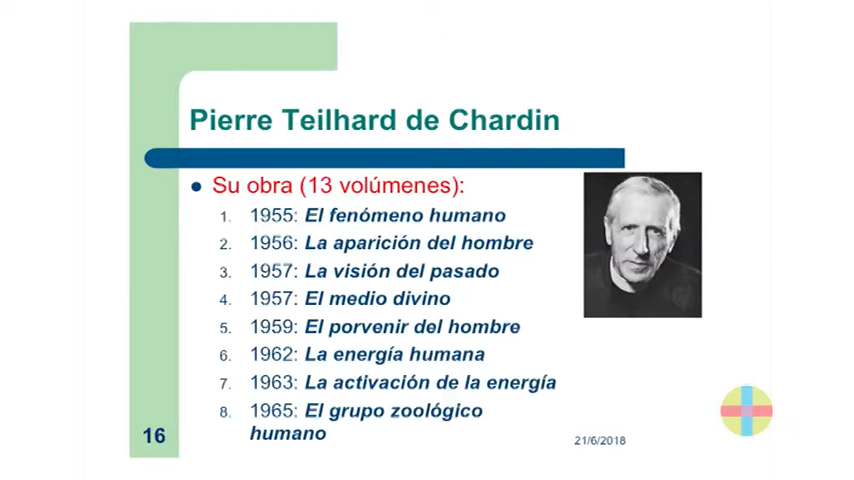 Pierre Teilhard de Chardin
● Su obra (13 volúmenes):
1. 1955: El fenómeno humano
2. 1956: La aparición del hombre
3. 1957: La visión del pasado
4. 1957: El medio divino
5. 1959: El porvenir del hombre
6. 1962: La energía humana
7. 1963: La activación de la energía
8. 1965: El grupo zoológico
humano
16
21/6/2018